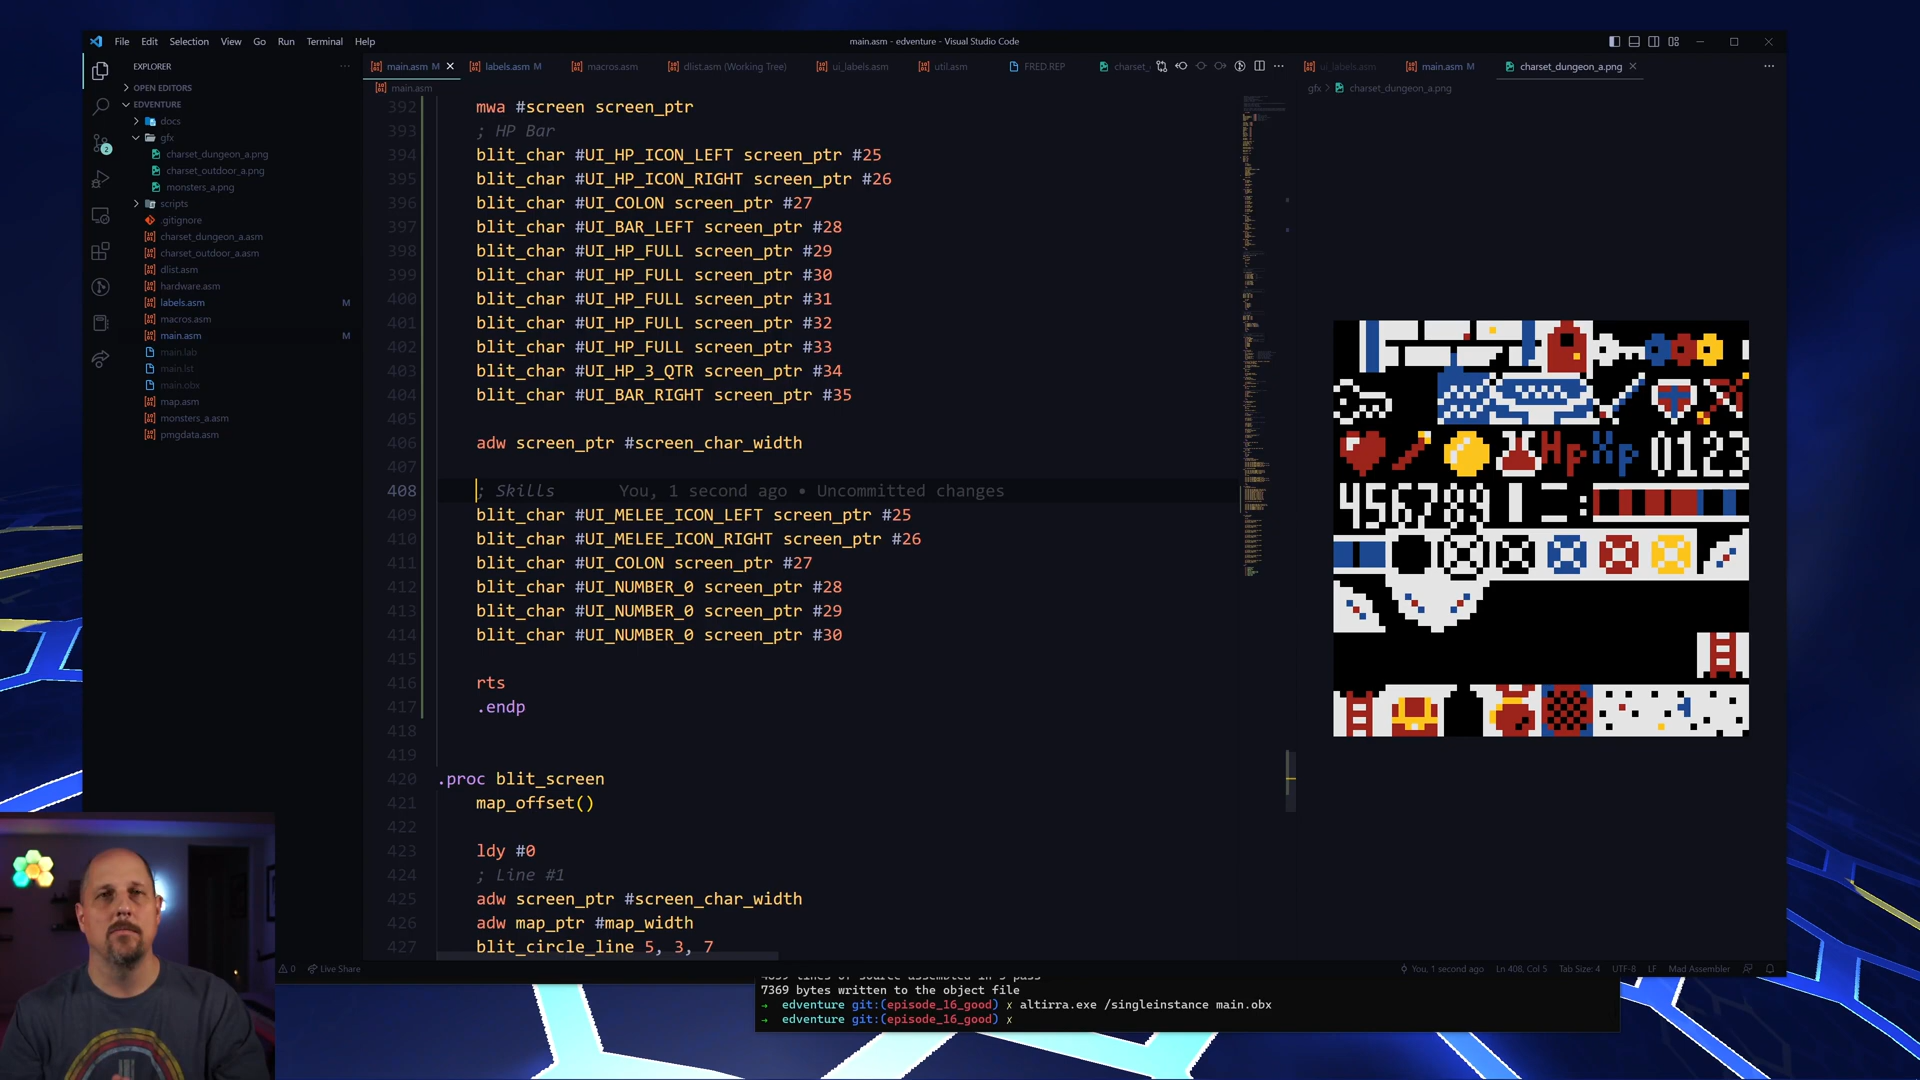 File Edit Selection View Go Run Terminal Help
main.asm - edventure - Visual Studio Code
EXPLORER
OPEN EDITORS
EDVENTURE
docs
gfx
charset_dungeon_a.png
charset_outdoor_a.png
monsters_a.png
scripts
.gitignore
charset_dungeon_a.asm
charset_outdoor_a.asm
dlist.asm
hardware.asm
labels.asm M
macros.asm
main.asm M
main.lab
main.lst
main.obx
map.asm
monsters_a.asm
pmgdata.asm
main.asm M labels.asm M macros.asm dlist.asm (Working Tree) ui_labels.asm util.asm FRED.REP charset_
main.asm
392 mwa #screen screen_ptr
393 ; HP Bar
394 blit_char #UI_HP_ICON_LEFT screen_ptr #25
395 blit_char #UI_HP_ICON_RIGHT screen_ptr #26
396 blit_char #UI_COLON screen_ptr #27
397 blit_char #UI_BAR_LEFT screen_ptr #28
398 blit_char #UI_HP_FULL screen_ptr #29
399 blit_char #UI_HP_FULL screen_ptr #30
400 blit_char #UI_HP_FULL screen_ptr #31
401 blit_char #UI_HP_FULL screen_ptr #32
402 blit_char #UI_HP_FULL screen_ptr #33
403 blit_char #UI_HP_3_QTR screen_ptr #34
404 blit_char #UI_BAR_RIGHT screen_ptr #35
405
406 adw screen_ptr #screen_char_width
407
408 ; Skills You, 1 second ago • Uncommitted changes
409 blit_char #UI_MELEE_ICON_LEFT screen_ptr #25
410 blit_char #UI_MELEE_ICON_RIGHT screen_ptr #26
411 blit_char #UI_COLON screen_ptr #27
412 blit_char #UI_NUMBER_0 screen_ptr #28
413 blit_char #UI_NUMBER_0 screen_ptr #29
414 blit_char #UI_NUMBER_0 screen_ptr #30
415
416 rts
417 .endp
418
419
420 .proc blit_screen
421 map_offset()
422
423 ldy #0
424 ; Line #1
425 adw screen_ptr #screen_char_width
426 adw map_ptr #map_width
427 blit_circle_line 5, 3, 7
ui_labels.asm main.asm M charset_dungeon_a.png
gfx > charset_dungeon_a.png
Hp Xp 0123
456789
0 Live Share
You, 1 second ago Ln 408, Col 5 Tab Size: 4 UTF-8 LF Mad Assembler
7369 bytes written to the object file
→ edventure git:(episode_16_good) ✗ altirra.exe /singleinstance main.obx
→ edventure git:(episode_16_good) ✗